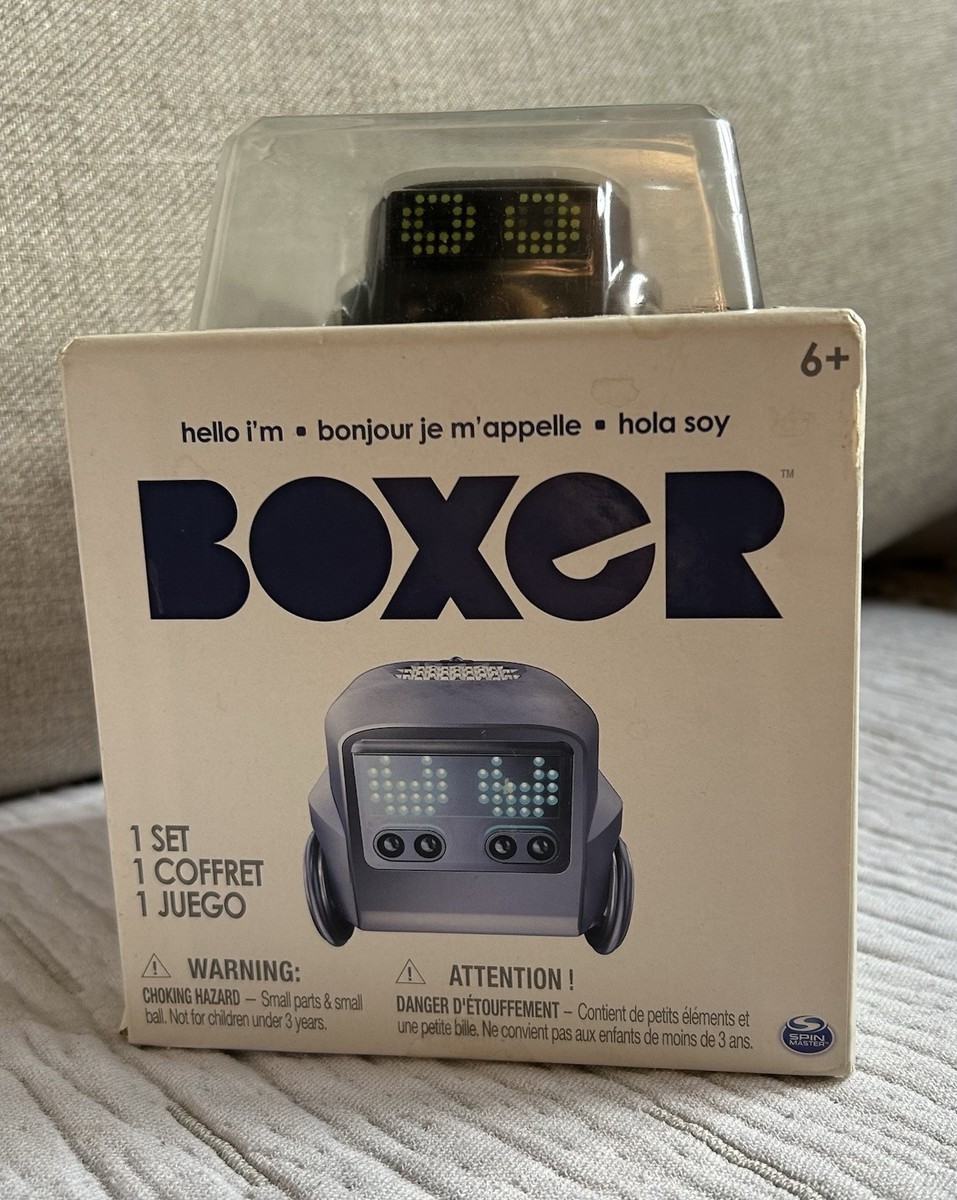 6+
hello i'm ▪ bonjour je m'appelle ▪ hola soy
BOXER™
1 SET
1 COFFRET
1 JUEGO
⚠ WARNING:
CHOKING HAZARD – Small parts & small
ball. Not for children under 3 years.
⚠ ATTENTION !
DANGER D'ÉTOUFFEMENT – Contient de petits éléments et
une petite bille. Ne convient pas aux enfants de moins de 3 ans.
SPIN
MASTER™